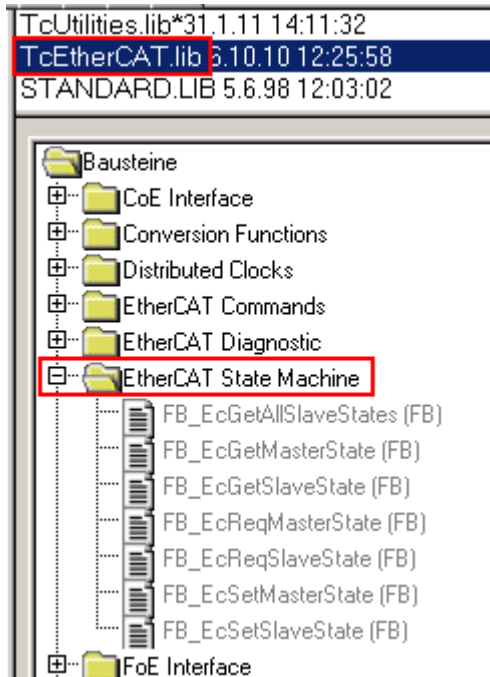 TcUtilities.lib*31.1.11 14:11:32
TcEtherCAT.lib 6.10.10 12:25:58
STANDARD.LIB 5.6.98 12:03:02
Bausteine
CoE Interface
Conversion Functions
Distributed Clocks
EtherCAT Commands
EtherCAT Diagnostic
EtherCAT State Machine
FB_EcGetAllSlaveStates (FB)
FB_EcGetMasterState (FB)
FB_EcGetSlaveState (FB)
FB_EcReqMasterState (FB)
FB_EcReqSlaveState (FB)
FB_EcSetMasterState (FB)
FB_EcSetSlaveState (FB)
FoE Interface